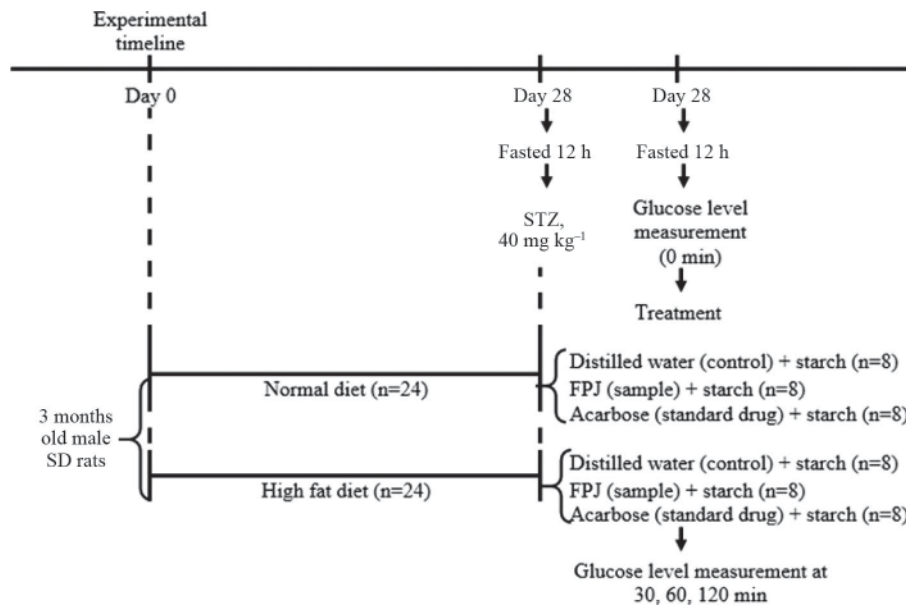 Experimental
timeline
Day 0
Day 28
Day 28
Fasted 12 h
Fasted 12 h
STZ,
40 mg kg⁻¹
Glucose level
measurement
(0 min)
Treatment
3 months
old male
SD rats
Normal diet (n=24)
Distilled water (control) + starch (n=8)
FPJ (sample) + starch (n=8)
Acarbose (standard drug) + starch (n=8)
High fat diet (n=24)
Distilled water (control) + starch (n=8)
FPJ (sample) + starch (n=8)
Acarbose (standard drug) + starch (n=8)
Glucose level measurement at
30, 60, 120 min